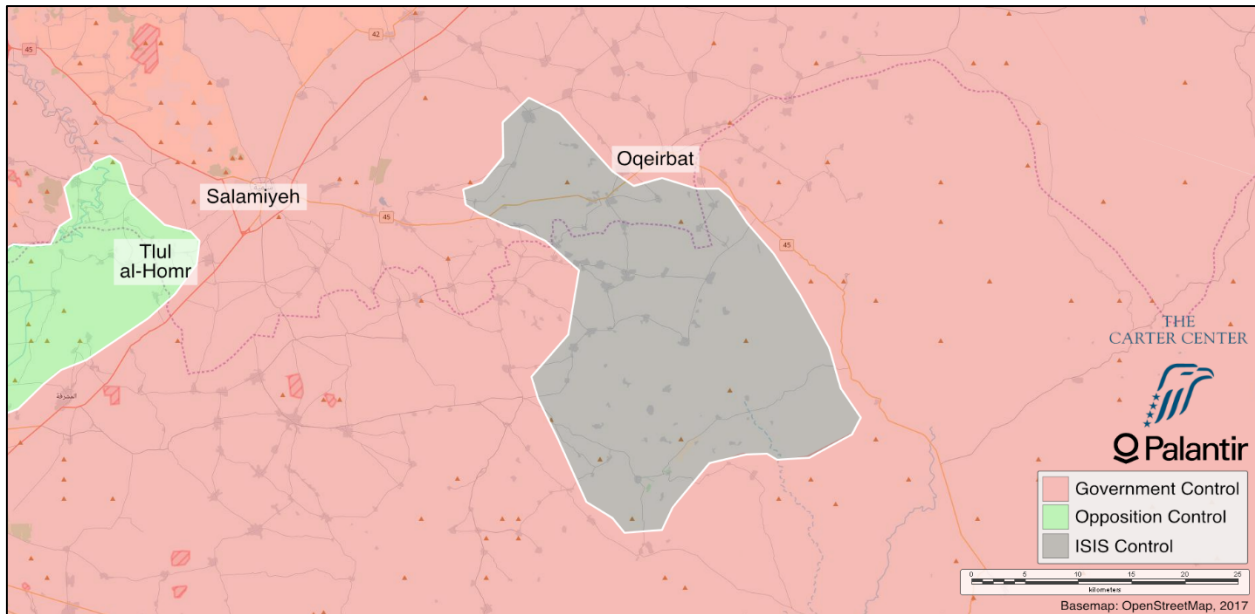 45
42
Oqeirbat
Salamiyeh
45
Tlul
al-Homr
45
THE
CARTER CENTER
Palantir
المشرفة
Government Control
Opposition Control
ISIS Control
0 5 10 15 20 25
kilometers
Basemap: OpenStreetMap, 2017